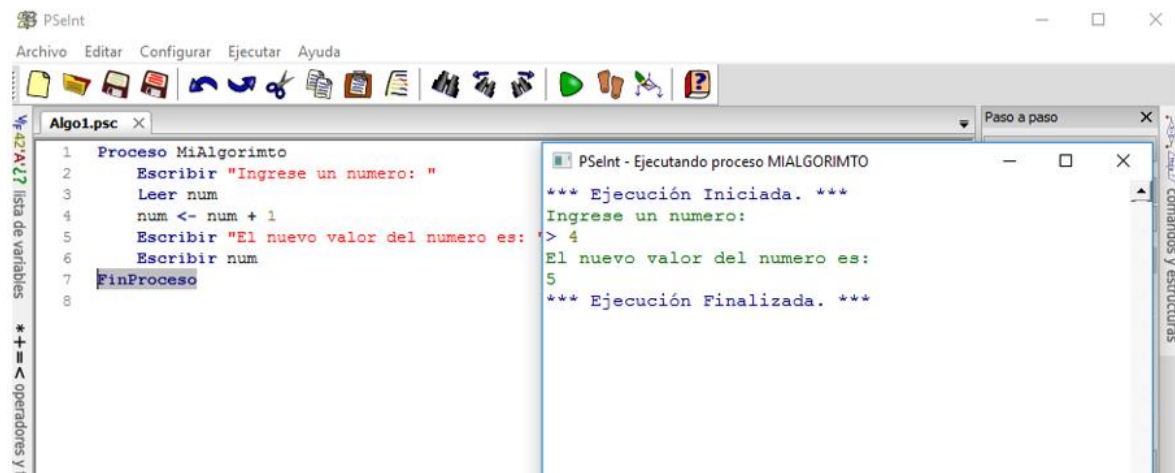 PSeInt
Archivo Editar Configurar Ejecutar Ayuda
Algo1.psc
Paso a paso
1 Proceso MiAlgorimto
2 Escribir "Ingrese un numero: "
3 Leer num
4 num <- num + 1
5 Escribir "El nuevo valor del numero es: "
6 Escribir num
7 FinProceso
8
PSeInt - Ejecutando proceso MIALGORIMTO
*** Ejecución Iniciada. ***
Ingrese un numero:
> 4
El nuevo valor del numero es:
5
*** Ejecución Finalizada. ***
lista de variables
*+=< operadores y
comandos y estructuras